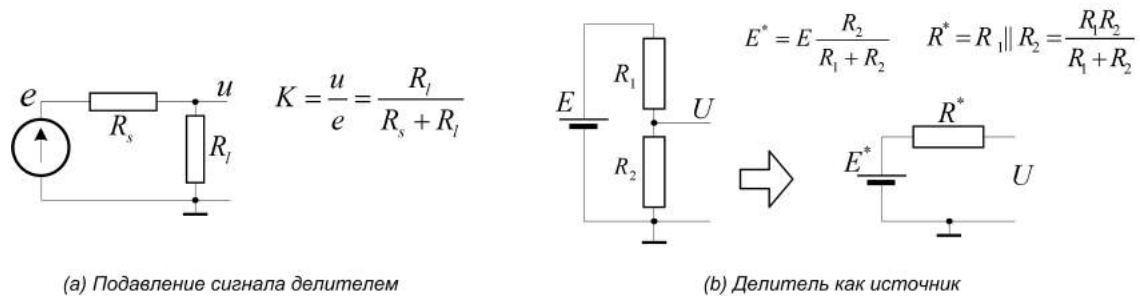 e
R_s
u
R_l
K = u/e = R_l/(R_s + R_l)
(a) Подавление сигнала делителем
E
R_1
R_2
U
E* = E R_2/(R_1 + R_2)
R* = R_1 || R_2 = R_1R_2/(R_1 + R_2)
R*
E*
U
(b) Делитель как источник